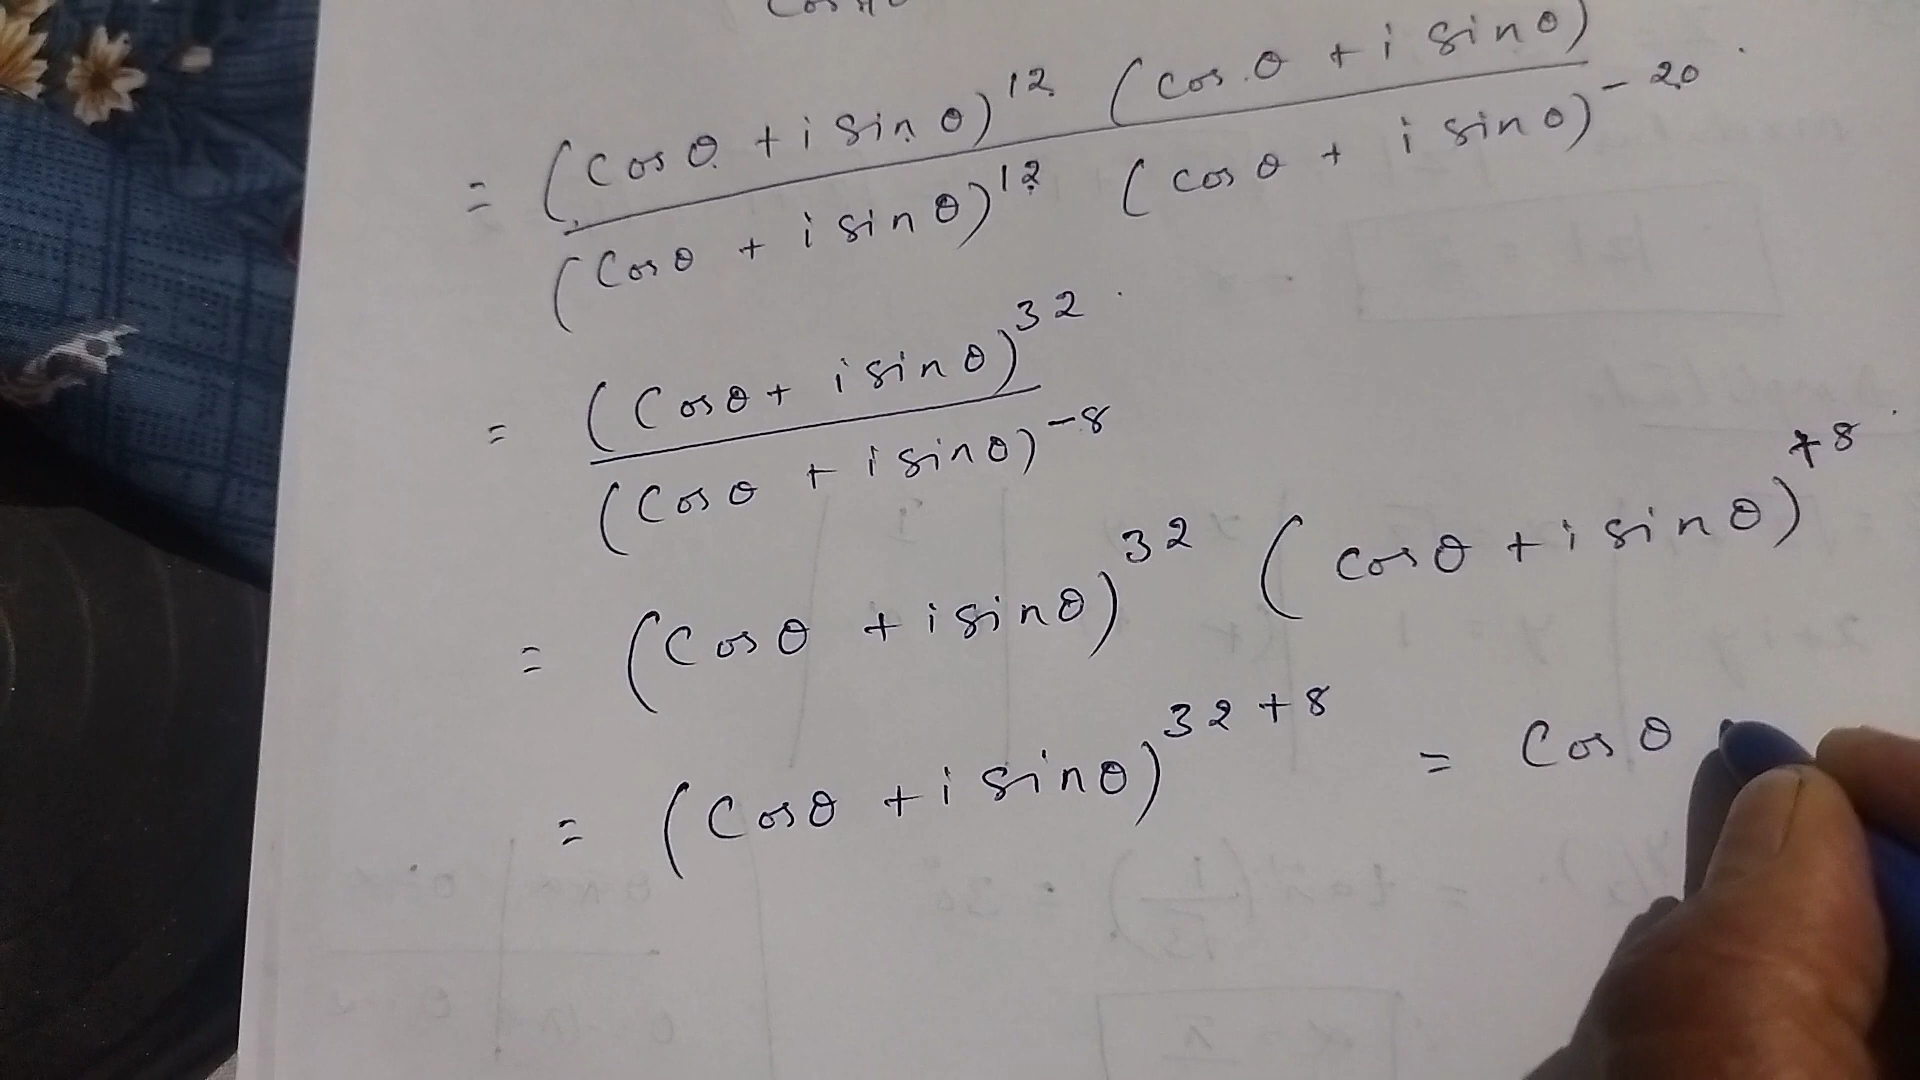 = (cos θ + i sin θ)^12 (cos θ + i sin θ) / (cos θ + i sin θ)^12 (cos θ + i sin θ)^-20
= (cos θ + i sin θ)^32 / (cos θ + i sin θ)^-8
= (cos θ + i sin θ)^32 (cos θ + i sin θ)^+8
= (cos θ + i sin θ)^32+8 = cos θ